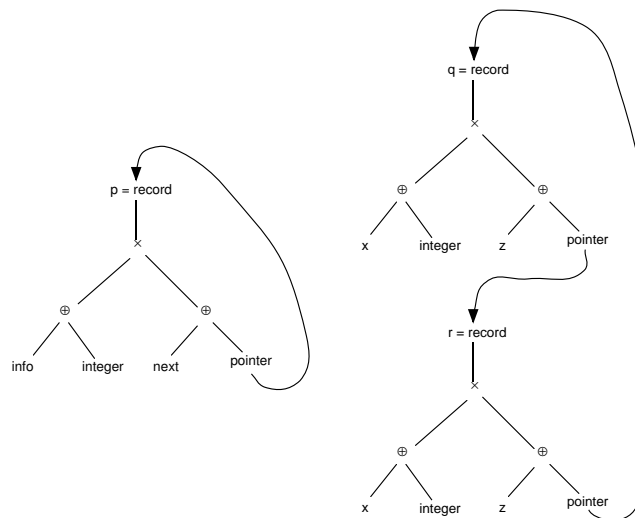 p = record
×
⊕ ⊕
info integer next pointer
q = record
×
⊕ ⊕
x integer z pointer
r = record
×
⊕ ⊕
x integer z pointer